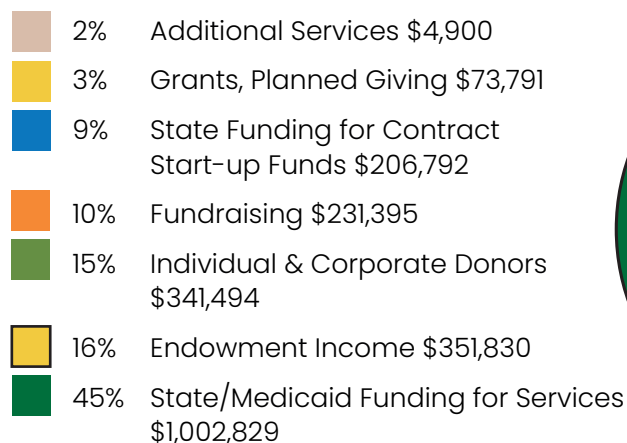 2% Additional Services $4,900
3% Grants, Planned Giving $73,791
9% State Funding for Contract
Start-up Funds $206,792
10% Fundraising $231,395
15% Individual & Corporate Donors
$341,494
16% Endowment Income $351,830
45% State/Medicaid Funding for Services
$1,002,829